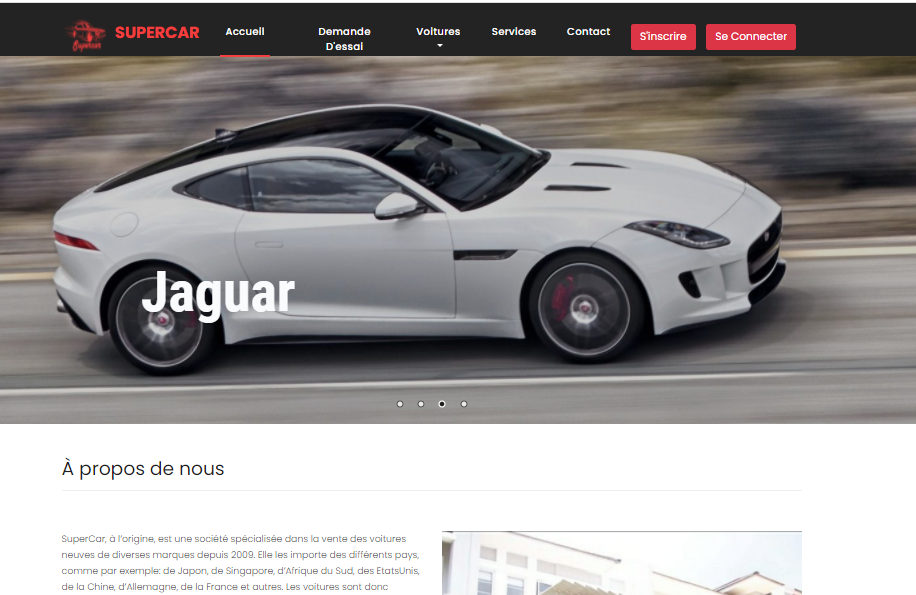 Supercar
SUPERCAR
Accueil
Demande
D'essai
Voitures
Services
Contact
S'inscrire
Se Connecter
Jaguar
À propos de nous
SuperCar, à l'origine, est une société spécialisée dans la vente des voitures
neuves de diverses marques depuis 2009. Elle les importe des différents pays,
comme par exemple: de Japon, de Singapore, d'Afrique du Sud, des EtatsUnis,
de la Chine, d'Allemagne, de la France et autres. Les voitures sont donc